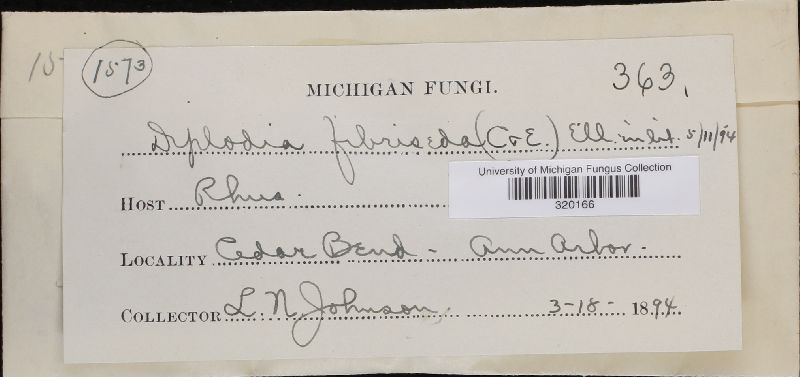 15
1573
363.
MICHIGAN FUNGI.
Diplodia fibriseda (C & E.) Ell. in lit. 5/11/94
University of Michigan Fungus Collection
320166
HOST Rhus.
LOCALITY Cedar Bend - Ann Arbor -
COLLECTOR L. N. Johnson. 3-18- 1894.